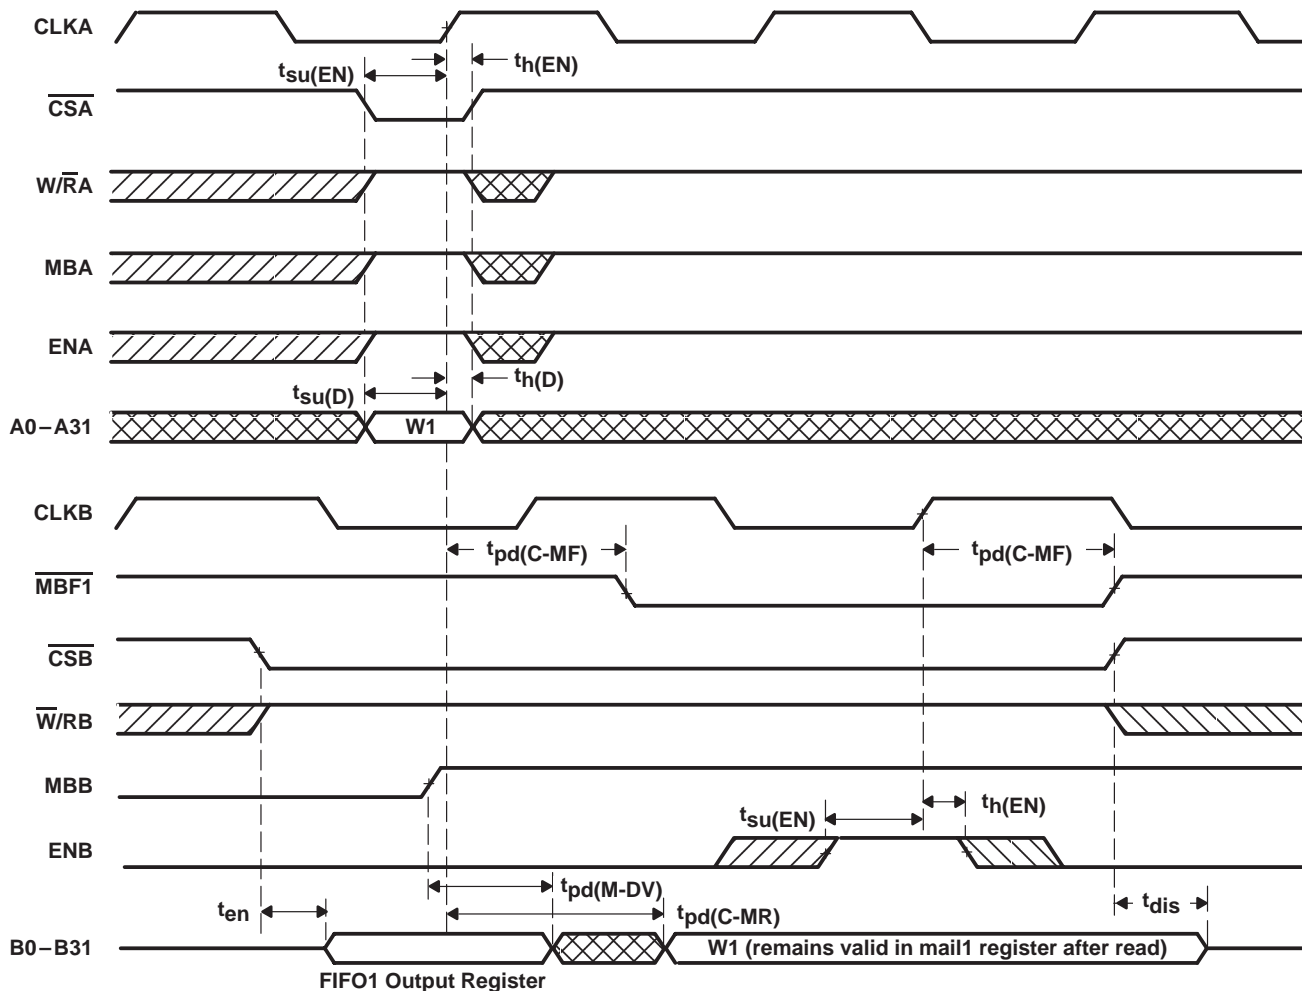 CLKA
tsu(EN)
th(EN)
CSA
W/RA
MBA
ENA
tsu(D)
th(D)
A0–A31
W1
CLKB
tpd(C-MF)
tpd(C-MF)
MBF1
CSB
W/RB
MBB
tsu(EN)
th(EN)
ENB
ten
tpd(M-DV)
tpd(C-MR)
tdis
B0–B31
W1 (remains valid in mail1 register after read)
FIFO1 Output Register